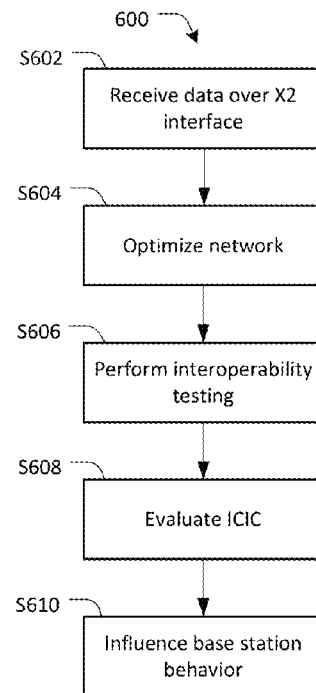 600
S602
Receive data over X2
interface
S604
Optimize network
S606
Perform interoperability
testing
S608
Evaluate ICIC
S610
Influence base station
behavior